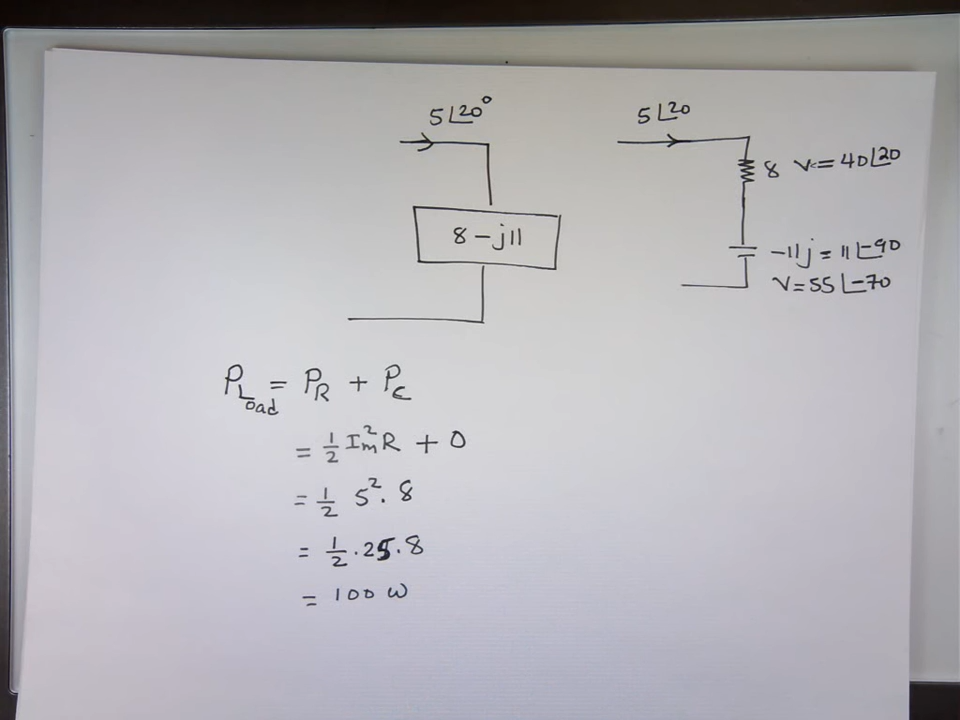 5∠20°
8-j11
5∠20
8 V = 40∠20
-11j = 11∠-90
V = 55∠-70
P_Load = P_R + P_C
= 1/2 I_m² R + 0
= 1/2 5² . 8
= 1/2 . 25 . 8
= 100 W